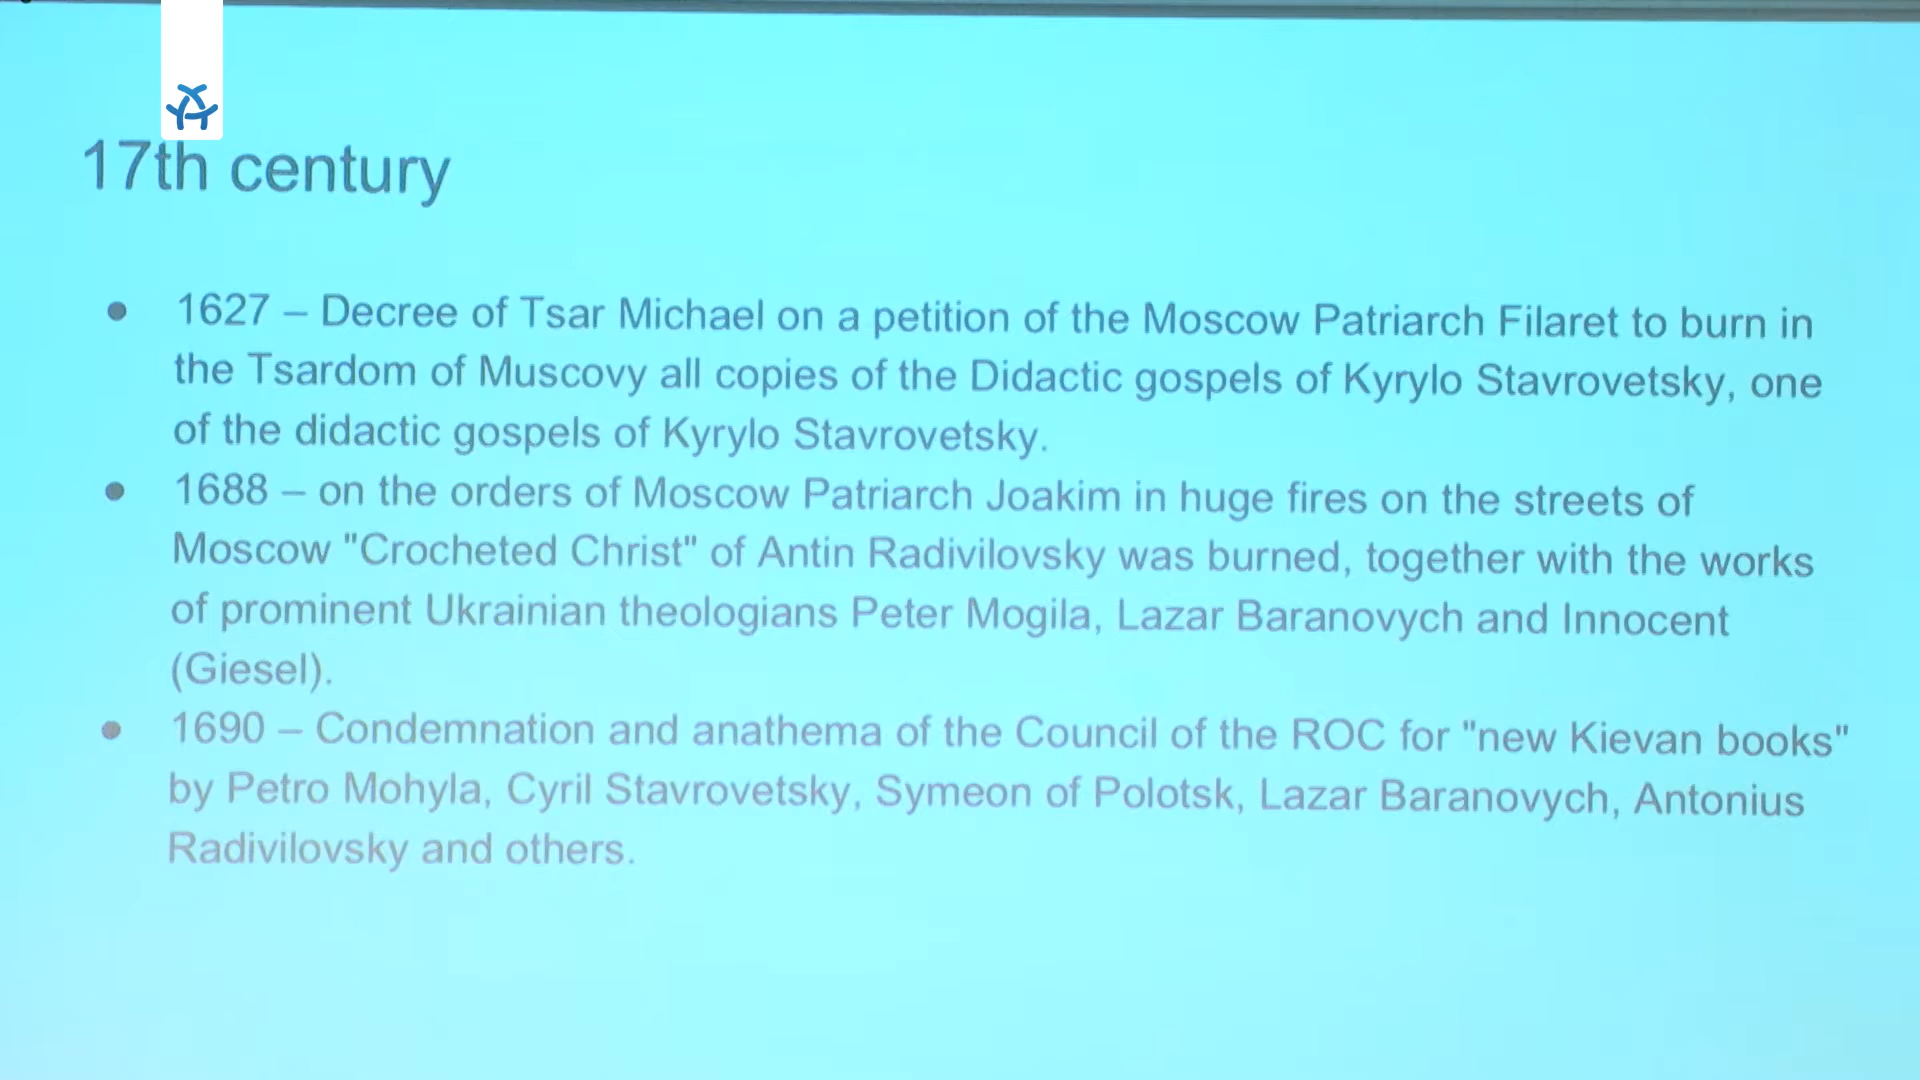 17th century
● 1627 – Decree of Tsar Michael on a petition of the Moscow Patriarch Filaret to burn in
the Tsardom of Muscovy all copies of the Didactic gospels of Kyrylo Stavrovetsky, one
of the didactic gospels of Kyrylo Stavrovetsky.
● 1688 – on the orders of Moscow Patriarch Joakim in huge fires on the streets of
Moscow "Crocheted Christ" of Antin Radivilovsky was burned, together with the works
of prominent Ukrainian theologians Peter Mogila, Lazar Baranovych and Innocent
(Giesel).
● 1690 – Condemnation and anathema of the Council of the ROC for "new Kievan books"
by Petro Mohyla, Cyril Stavrovetsky, Symeon of Polotsk, Lazar Baranovych, Antonius
Radivilovsky and others.